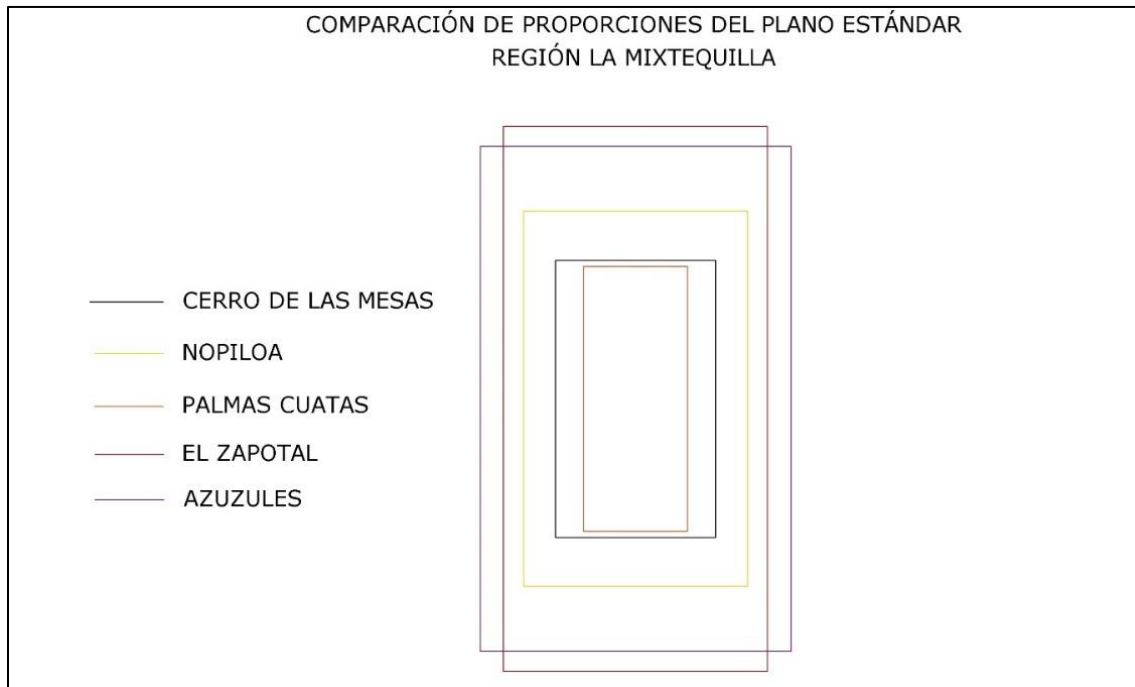 COMPARACIÓN DE PROPORCIONES DEL PLANO ESTÁNDAR
REGIÓN LA MIXTEQUILLA
CERRO DE LAS MESAS
NOPILOA
PALMAS CUATAS
EL ZAPOTAL
AZUZULES